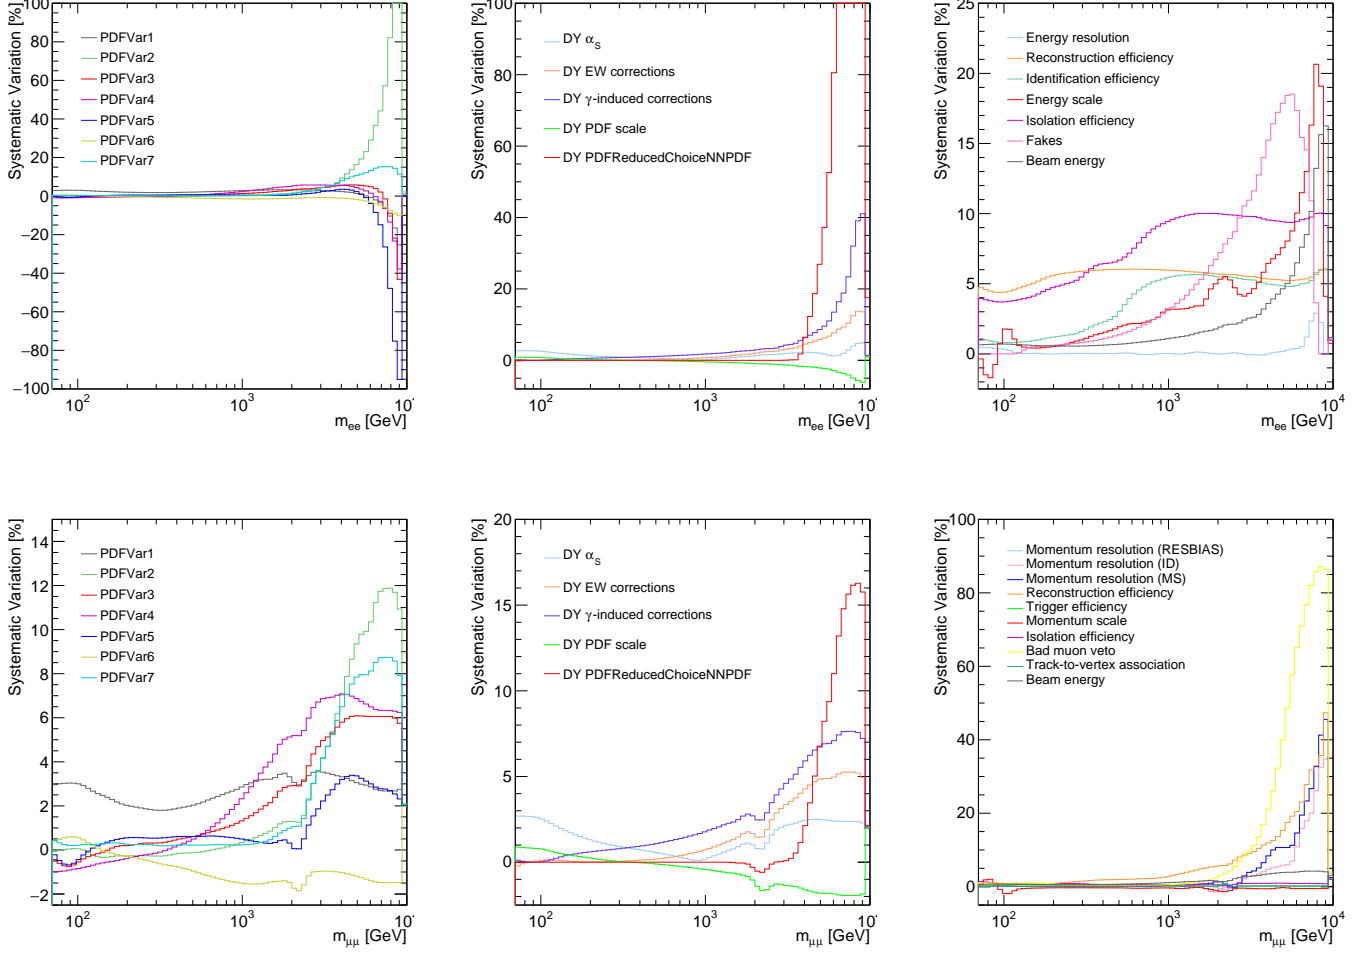 Systematic Variation [%]
100
80
60
40
20
0
−20
−40
−60
−80
−100
PDFVar1
PDFVar2
PDFVar3
PDFVar4
PDFVar5
PDFVar6
PDFVar7
10²
10³
m_ee [GeV]
Systematic Variation [%]
100
80
60
40
20
0
DY α_S
DY EW corrections
DY γ-induced corrections
DY PDF scale
DY PDFReducedChoiceNNPDF
10²
10³
m_ee [GeV]
Systematic Variation [%]
25
20
15
10
5
0
Energy resolution
Reconstruction efficiency
Identification efficiency
Energy scale
Isolation efficiency
Fakes
Beam energy
10²
10³
10⁴
m_ee [GeV]
Systematic Variation [%]
14
12
10
8
6
4
2
0
−2
PDFVar1
PDFVar2
PDFVar3
PDFVar4
PDFVar5
PDFVar6
PDFVar7
10²
10³
m_μμ [GeV]
Systematic Variation [%]
20
15
10
5
0
DY α_S
DY EW corrections
DY γ-induced corrections
DY PDF scale
DY PDFReducedChoiceNNPDF
10²
10³
m_μμ [GeV]
Systematic Variation [%]
100
80
60
40
20
0
Momentum resolution (RESBIAS)
Momentum resolution (ID)
Momentum resolution (MS)
Reconstruction efficiency
Trigger efficiency
Momentum scale
Isolation efficiency
Bad muon veto
Track-to-vertex association
Beam energy
10²
10³
10⁴
m_μμ [GeV]